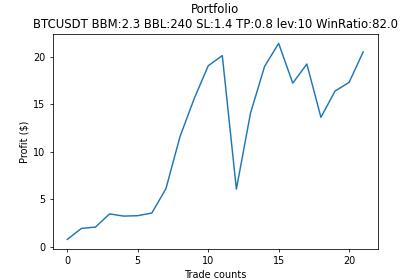 Portfolio
BTCUSDT BBM:2.3 BBL:240 SL:1.4 TP:0.8 lev:10 WinRatio:82.0
Profit ($)
20
15
10
5
0
0 5 10 15 20
Trade counts